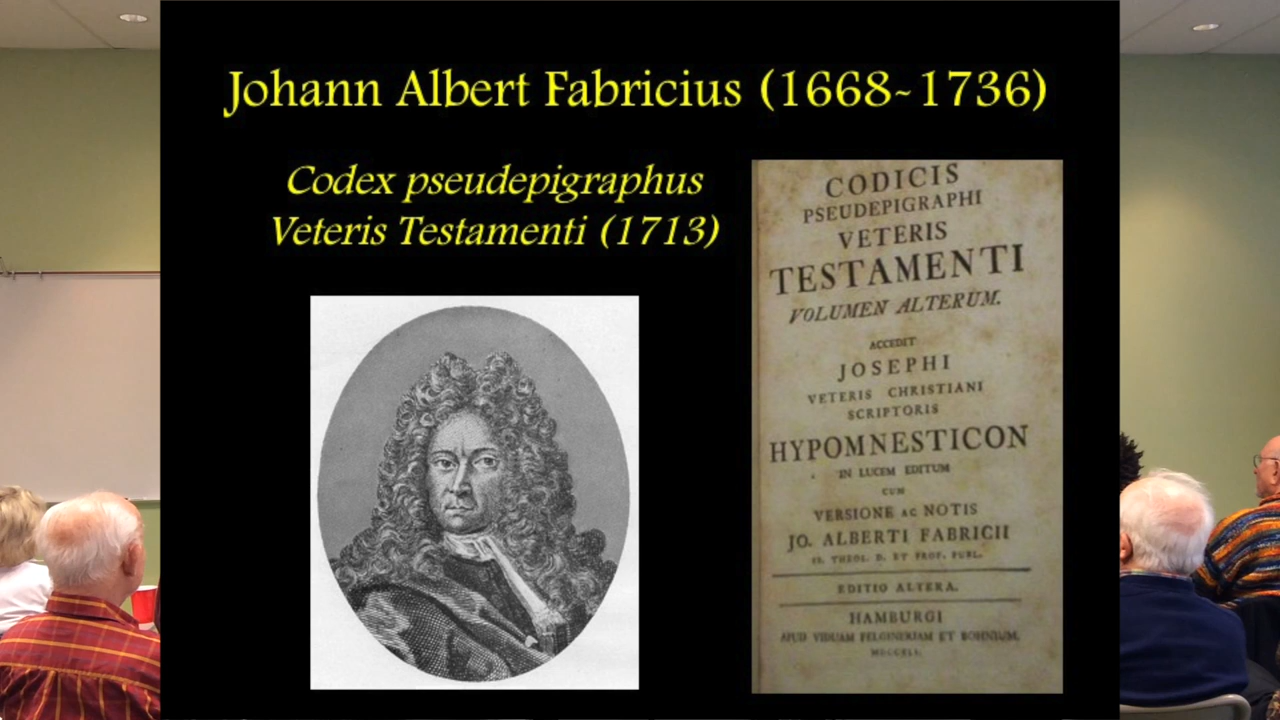 Johann Albert Fabricius (1668-1736)
Codex pseudepigraphus
Veteris Testamenti (1713)
CODICIS
PSEUDEPIGRAPHI
VETERIS
TESTAMENTI
VOLUMEN ALTERUM.
ACCEDIT
JOSEPHI
VETERIS CHRISTIANI
SCRIPTORIS
HYPOMNESTICON
IN LUCEM EDITUM
CUM
VERSIONE AC NOTIS
JO. ALBERTI FABRICII
SS. THEOL. D. ET PROF. PUBL.
EDITIO ALTERA.
HAMBURGI
APUD VIDUAM FELGINERIAM ET BOHNIUM.